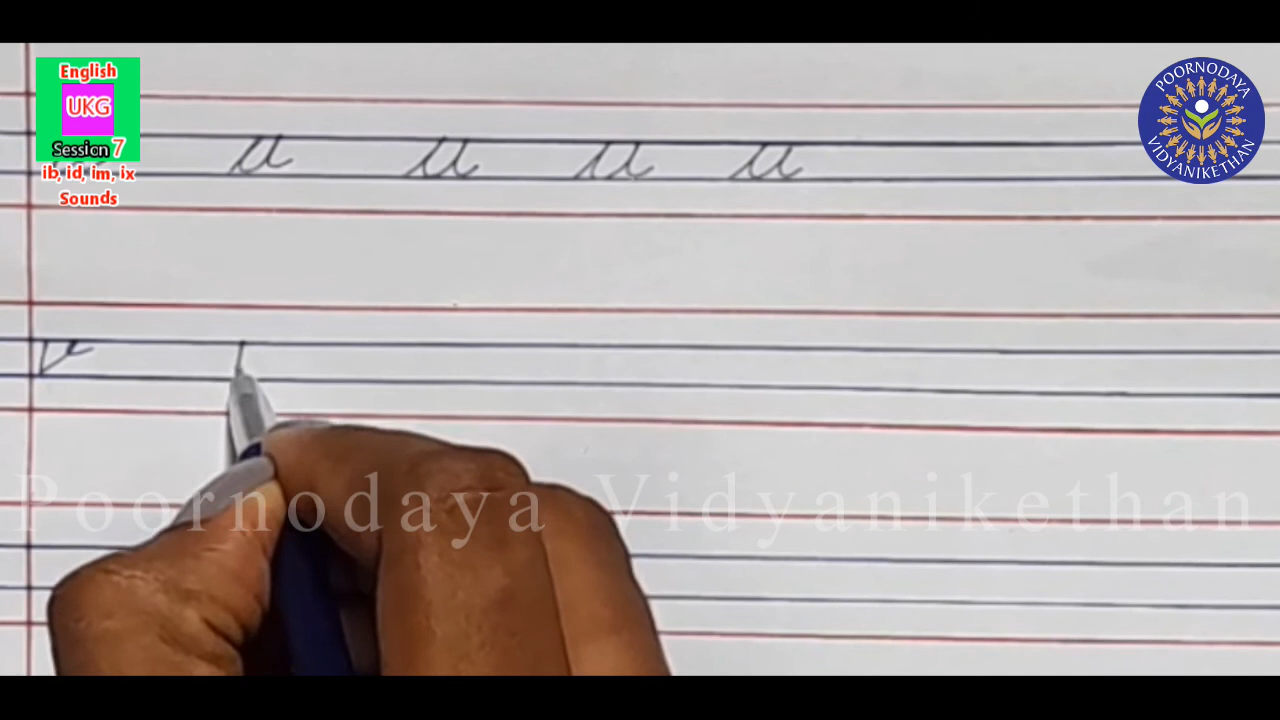 English
UKG
Session 7
ib, id, im, ix
Sounds
POORNODAYA VIDYANIKETHAN
u u u u
v
Poornodaya Vidyanikethan